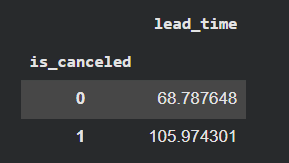 lead_time
is_canceled
0 68.787648
1 105.974301